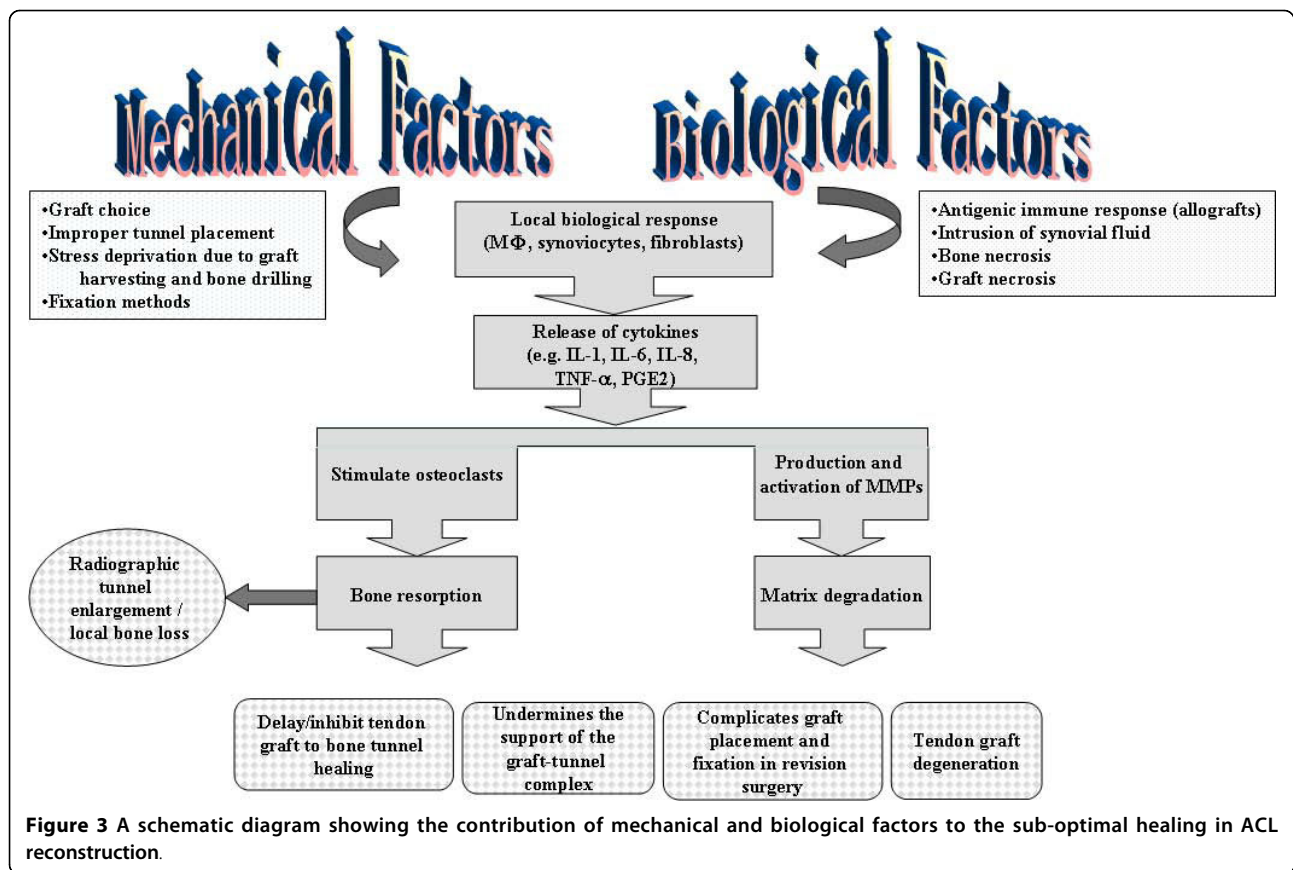 Mechanical Factors
Biological Factors
•Graft choice
•Improper tunnel placement
•Stress deprivation due to graft
harvesting and bone drilling
•Fixation methods
Local biological response
(MΦ, synoviocytes, fibroblasts)
•Antigenic immune response (allografts)
•Intrusion of synovial fluid
•Bone necrosis
•Graft necrosis
Release of cytokines
(e.g. IL-1, IL-6, IL-8,
TNF-α, PGE2)
Stimulate osteoclasts
Production and
activation of MMPs
Radiographic
tunnel
enlargement /
local bone loss
Bone resorption
Matrix degradation
Delay/inhibit tendon
graft to bone tunnel
healing
Undermines the
support of the
graft-tunnel
complex
Complicates graft
placement and
fixation in revision
surgery
Tendon graft
degeneration
Figure 3 A schematic diagram showing the contribution of mechanical and biological factors to the sub-optimal healing in ACL
reconstruction.